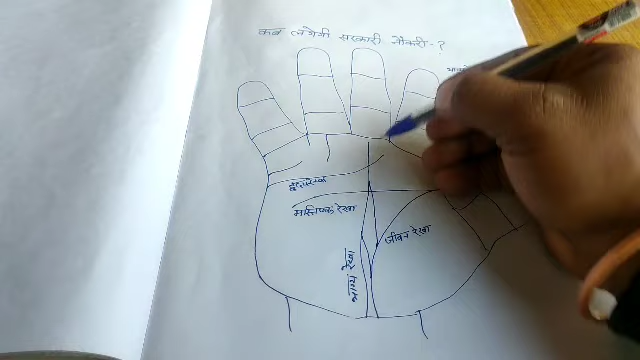 कब लगेगी सरकारी नौकरी-?
हृदयरेखा
मस्तिष्क रेखा
जीवन रेखा
भाग्य रेखा